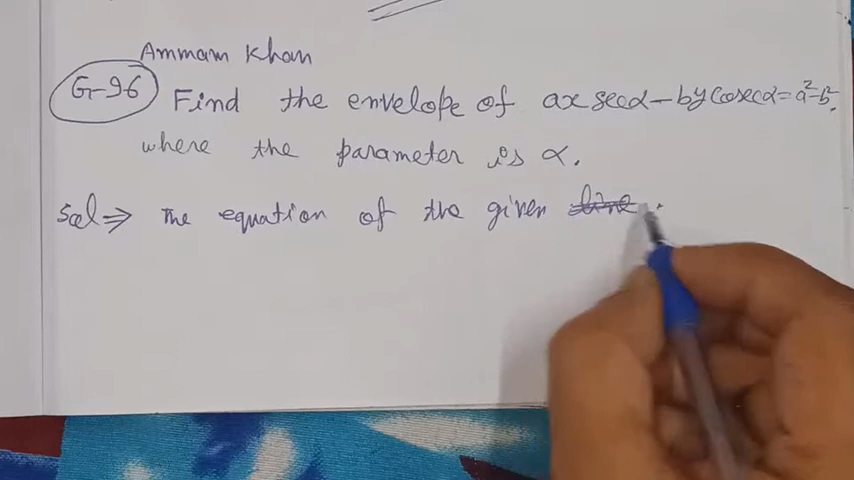 Ammam Khan
G-96 Find the envelope of ax secα - by cosecα = a² - b².
where the parameter is α.
Sol ⇒ The equation of the given line.